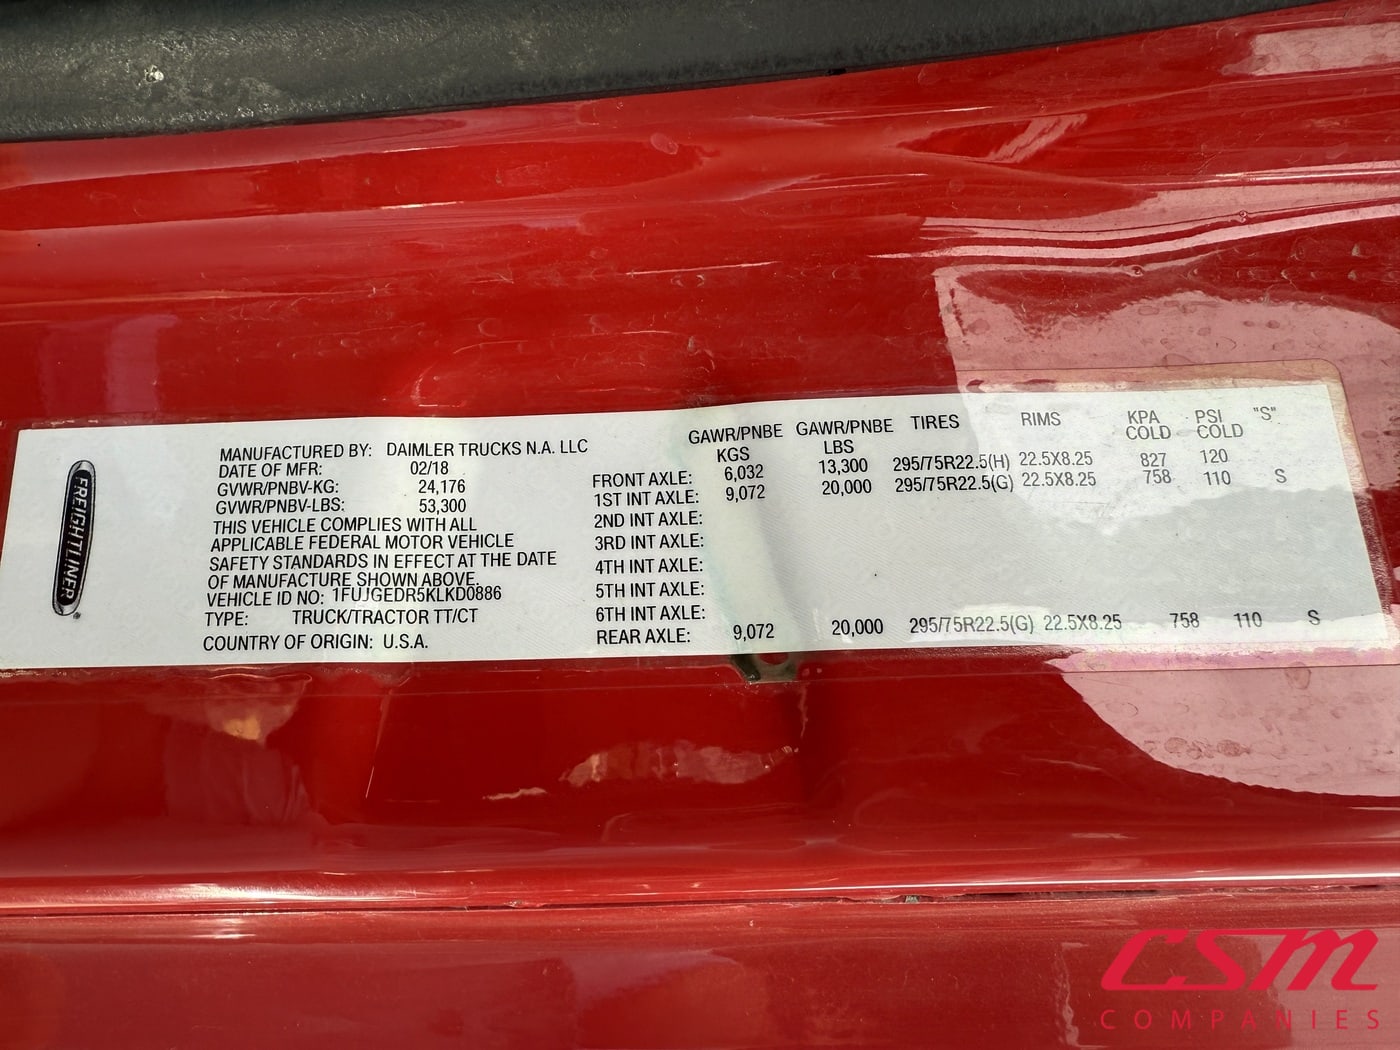 FREIGHTLINER
MANUFACTURED BY: DAIMLER TRUCKS N.A. LLC
DATE OF MFR: 02/18
GVWR/PNBV-KG: 24,176
GVWR/PNBV-LBS: 53,300
THIS VEHICLE COMPLIES WITH ALL
APPLICABLE FEDERAL MOTOR VEHICLE
SAFETY STANDARDS IN EFFECT AT THE DATE
OF MANUFACTURE SHOWN ABOVE.
VEHICLE ID NO: 1FUJGEDR5KLKD0886
TYPE: TRUCK/TRACTOR TT/CT
COUNTRY OF ORIGIN: U.S.A.
GAWR/PNBE KGS GAWR/PNBE LBS TIRES RIMS KPA COLD PSI COLD "S"
FRONT AXLE: 6,032 13,300 295/75R22.5(H) 22.5X8.25 827 120
1ST INT AXLE: 9,072 20,000 295/75R22.5(G) 22.5X8.25 758 110 S
2ND INT AXLE:
3RD INT AXLE:
4TH INT AXLE:
5TH INT AXLE:
6TH INT AXLE:
REAR AXLE: 9,072 20,000 295/75R22.5(G) 22.5X8.25 758 110 S
CSM
COMPANIES